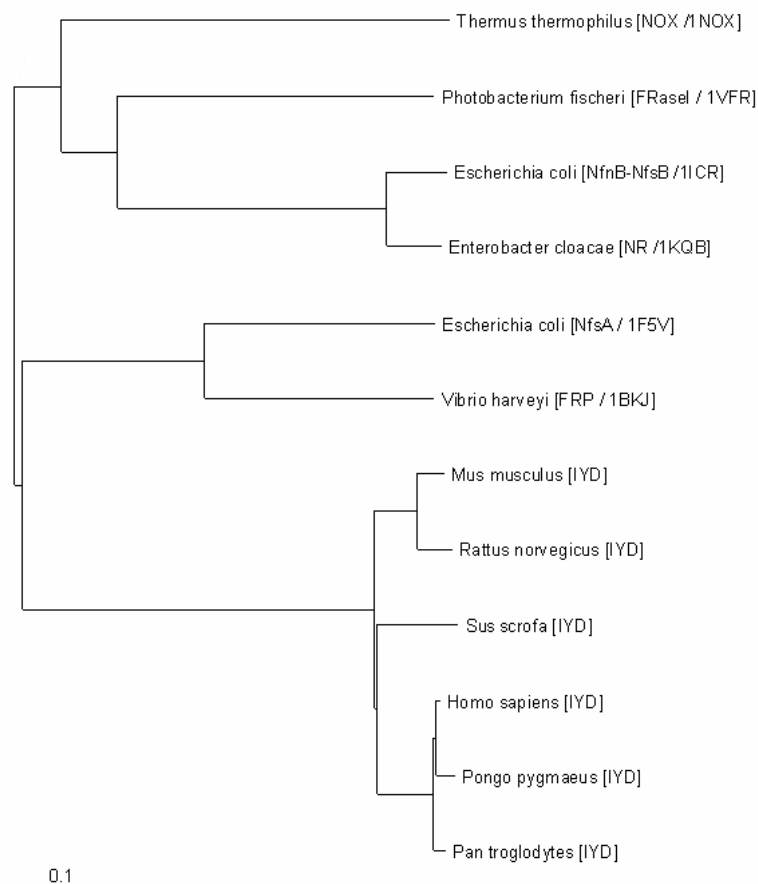 Thermus thermophilus [NOX /1NOX]
Photobacterium fischeri [FRaseI / 1VFR]
Escherichia coli [NfnB-NfsB /1ICR]
Enterobacter cloacae [NR /1KQB]
Escherichia coli [NfsA / 1F5V]
Vibrio harveyi [FRP / 1BKJ]
Mus musculus [IYD]
Rattus norvegicus [IYD]
Sus scrofa [IYD]
Homo sapiens [IYD]
Pongo pygmaeus [IYD]
Pan troglodytes [IYD]
0.1